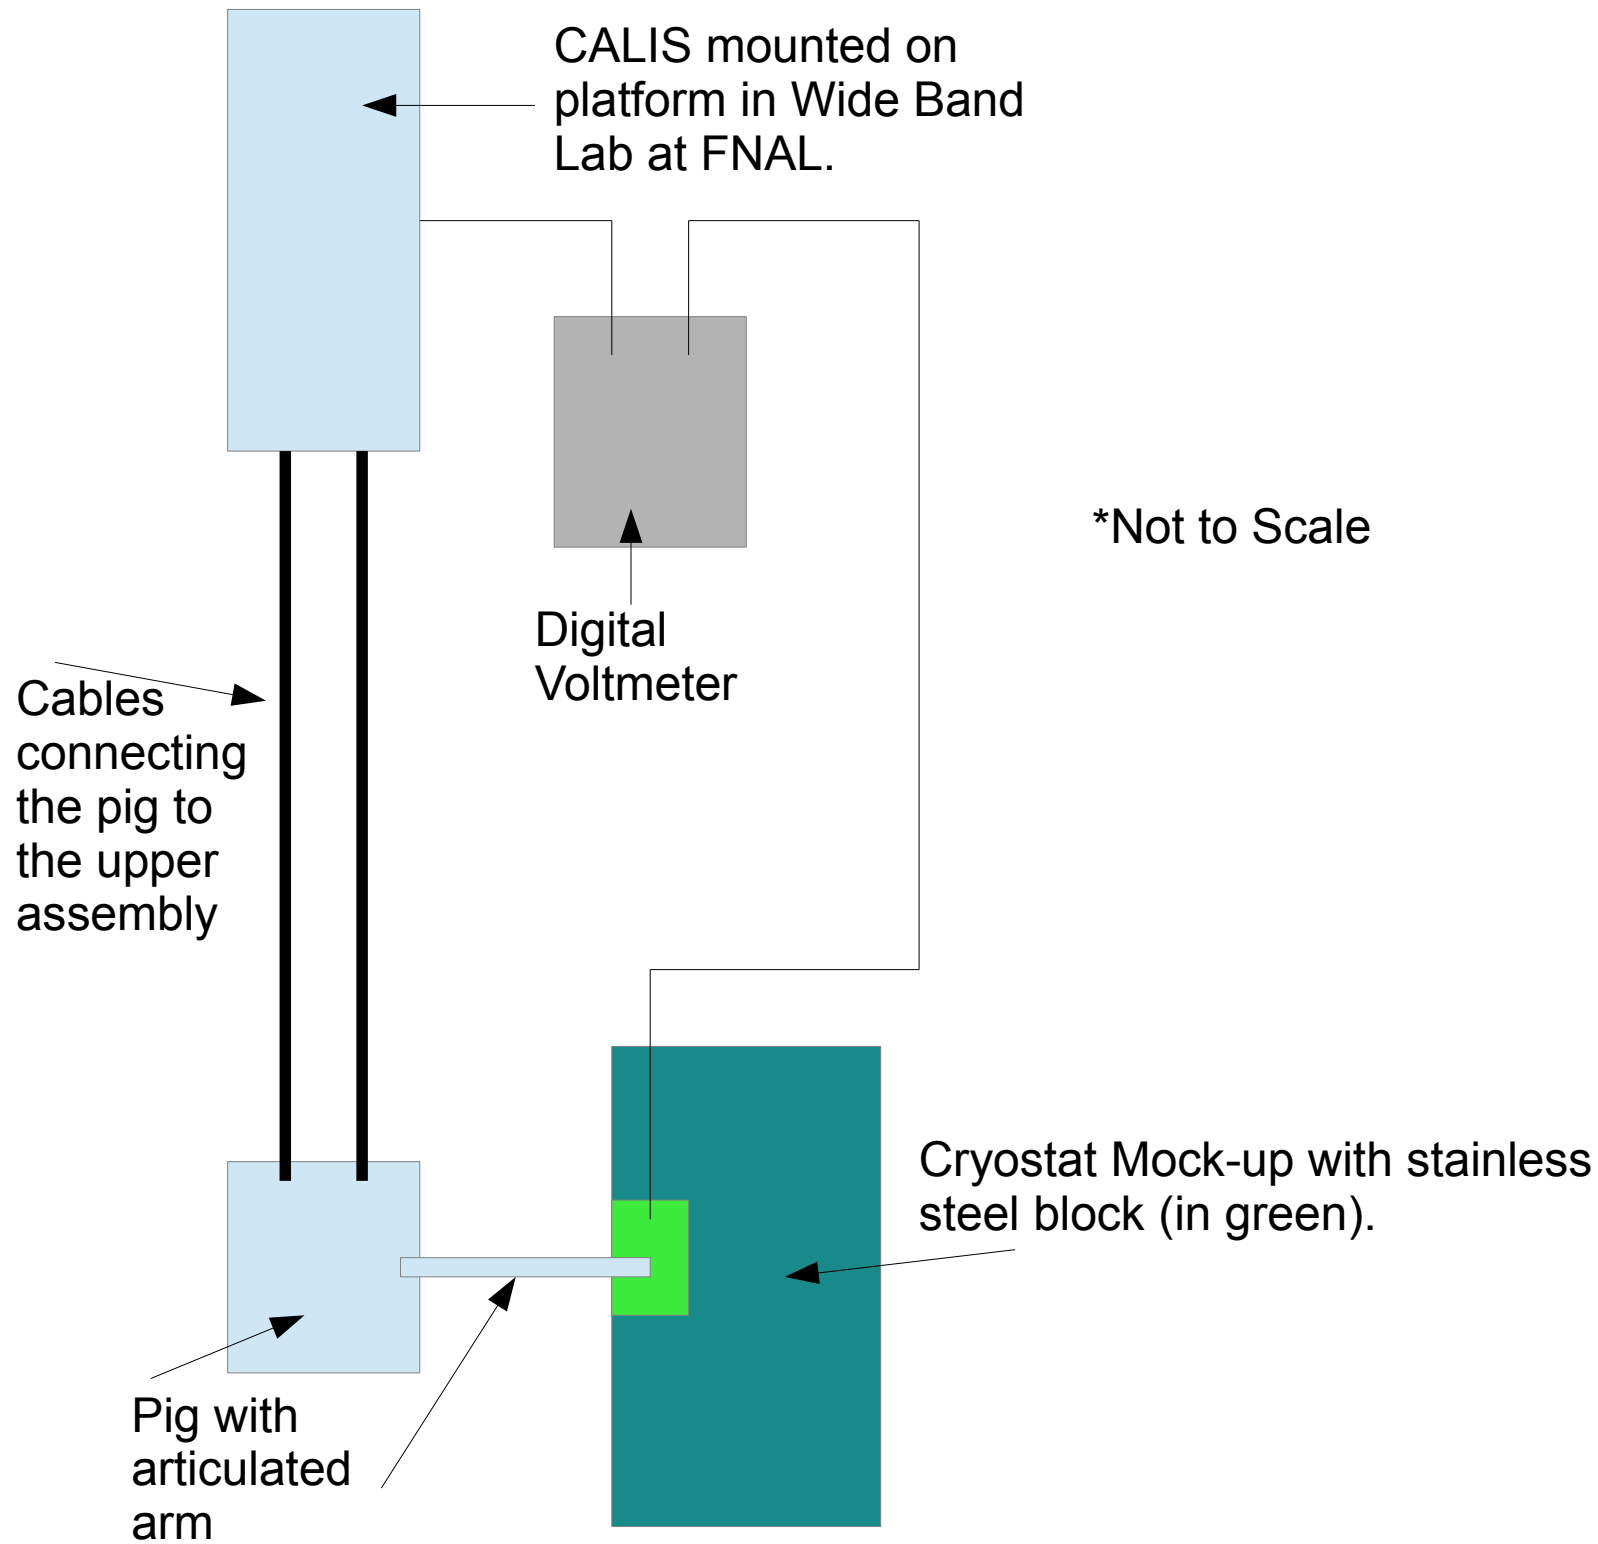 CALIS mounted on
platform in Wide Band
Lab at FNAL.
*Not to Scale
Digital
Voltmeter
Cables
connecting
the pig to
the upper
assembly
Cryostat Mock-up with stainless
steel block (in green).
Pig with
articulated
arm